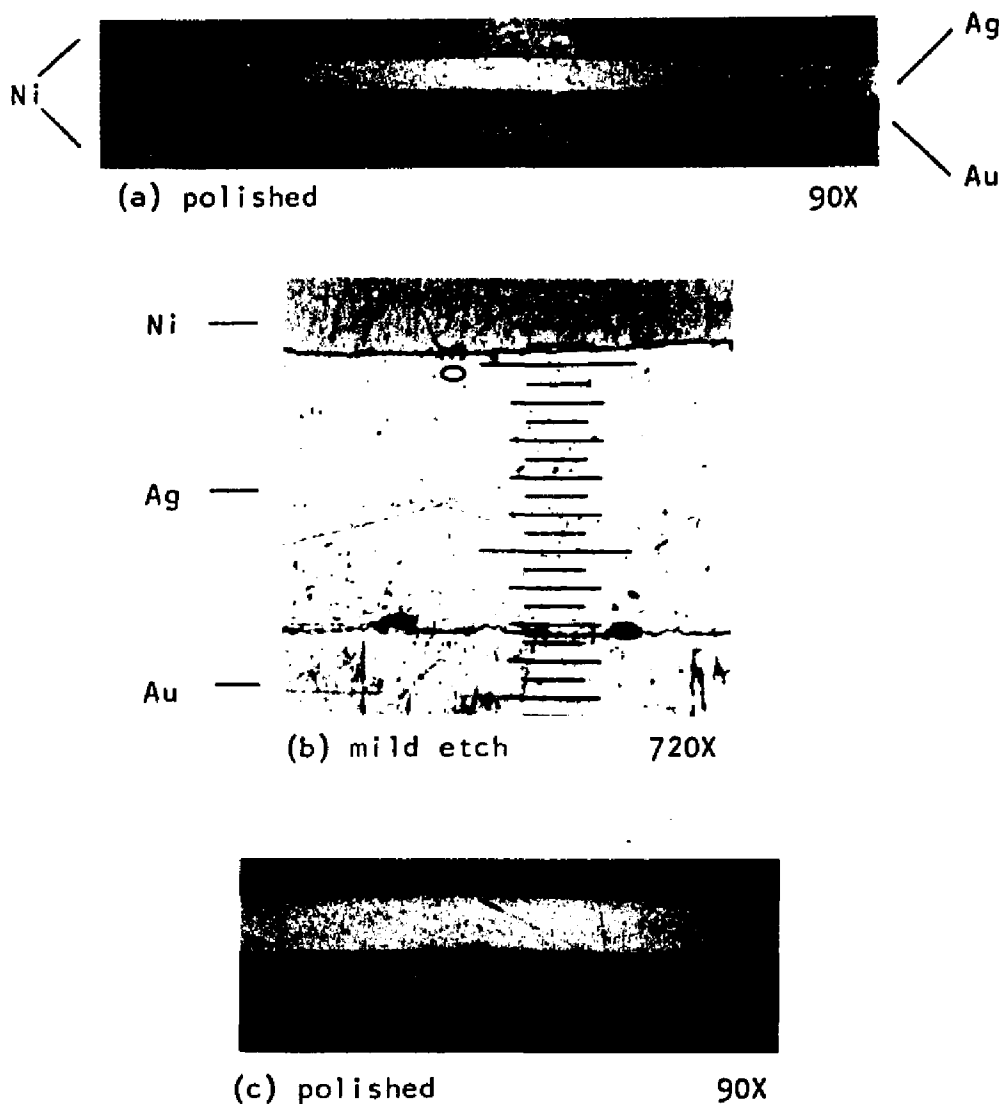 Ag
Ni
Au
(a) polished 90X
Ni
Ag
Au
(b) mild etch 720X
(c) polished 90X